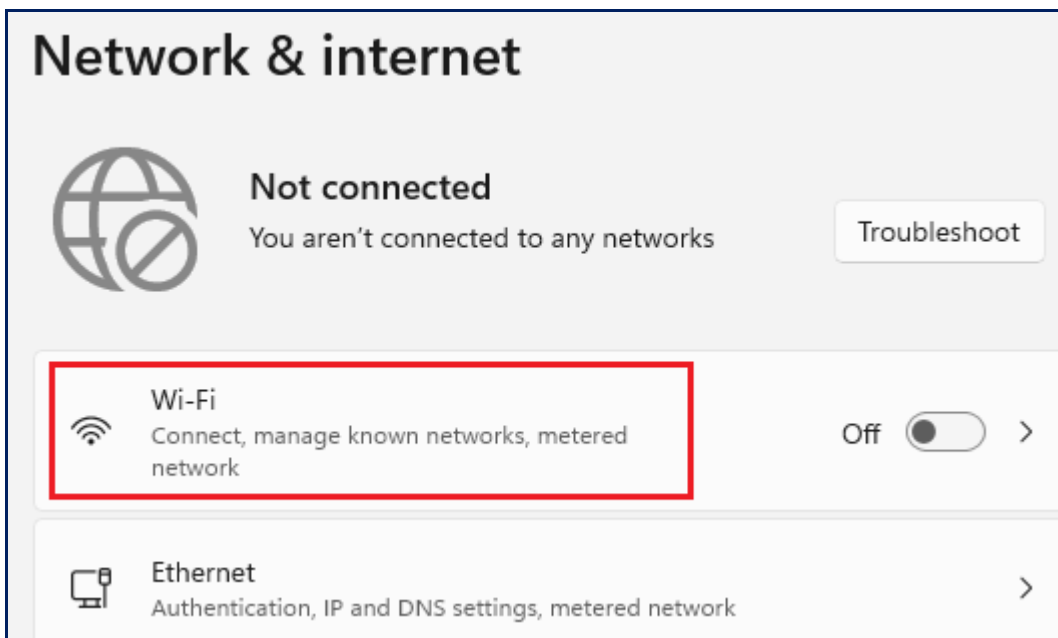 Network & internet
Not connected
You aren’t connected to any networks
Troubleshoot
Wi-Fi
Connect, manage known networks, metered
network
Off
Ethernet
Authentication, IP and DNS settings, metered network